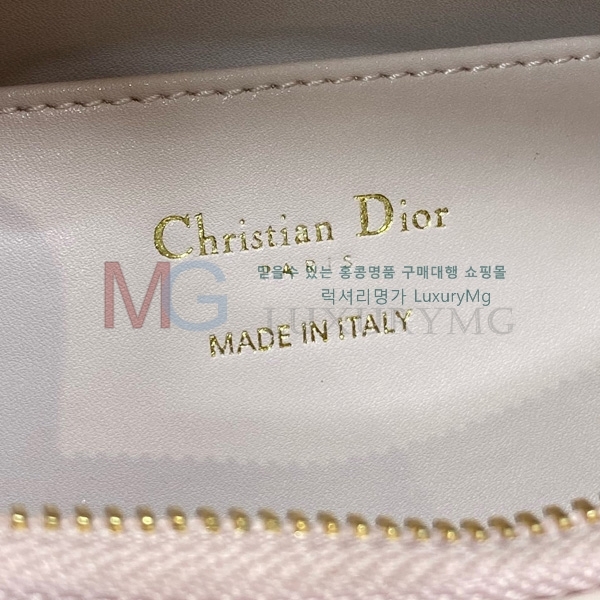 Christian Dior
PARIS
믿을수 있는 홍콩명품 구매대행 쇼핑몰
MG
럭셔리명가 LuxuryMg
LUXURYMG
MADE IN ITALY